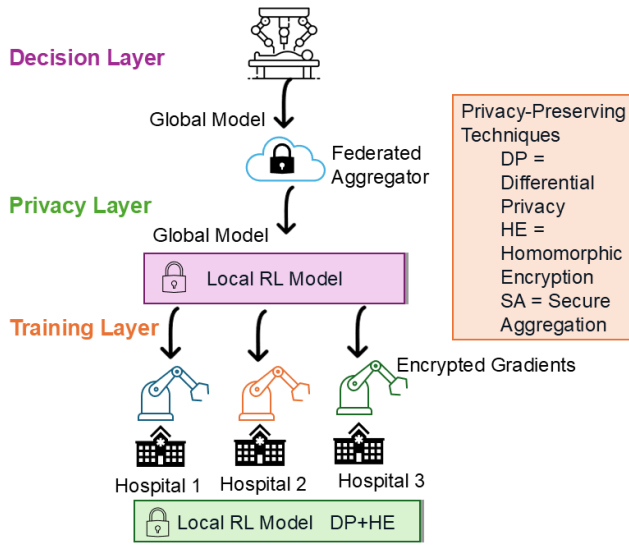 Decision Layer
Global Model
Federated
Aggregator
Privacy Layer
Global Model
Local RL Model
Training Layer
Encrypted Gradients
Hospital 1
Hospital 2
Hospital 3
Local RL Model DP+HE
Privacy-Preserving
Techniques
DP =
Differential
Privacy
HE =
Homomorphic
Encryption
SA = Secure
Aggregation